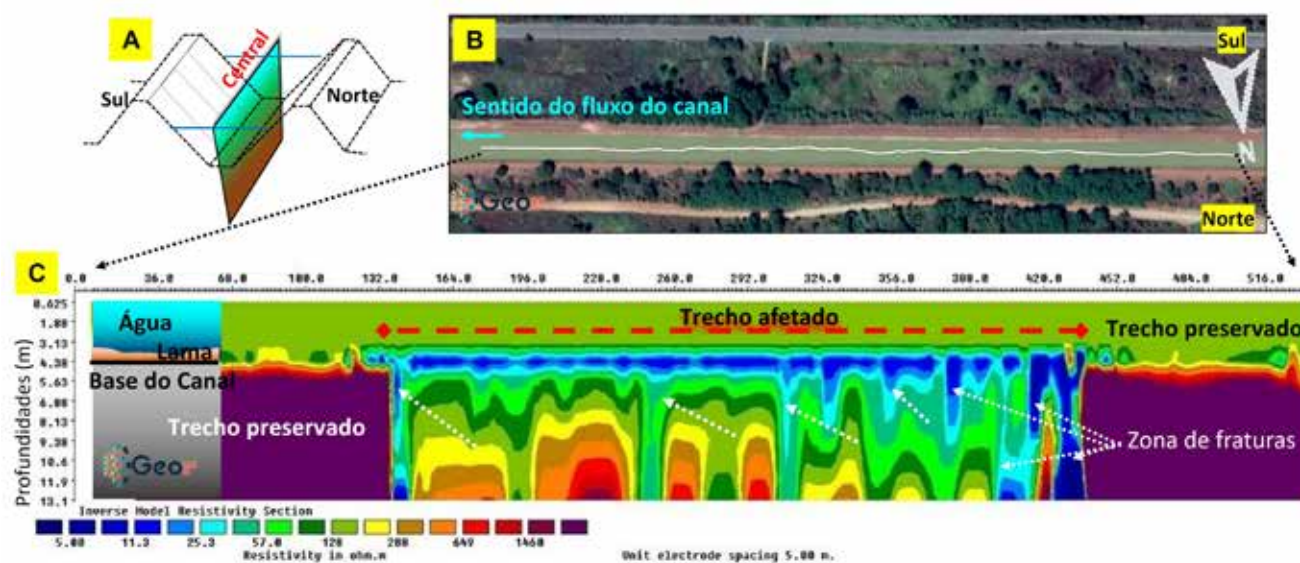 A
Sul
Central
Norte
B
Sul
Sentido do fluxo do canal
N
Geo
Norte
C
0.0 36.0 68.0 100.0 132.0 164.0 196.0 228.0 260.0 292.0 324.0 356.0 388.0 420.0 452.0 484.0 516.0
Profundidades (m)
0.625
1.88
3.13
4.38
5.63
6.88
8.13
9.38
10.6
11.9
13.1
Água
Lama
Base do Canal
Trecho preservado
Geo
Trecho afetado
Trecho preservado
Zona de fraturas
Inverse Model Resistivity Section
5.00 11.3 25.3 57.0 128 288 649 1460
Resistivity in ohm.m
Unit electrode spacing 5.00 m.